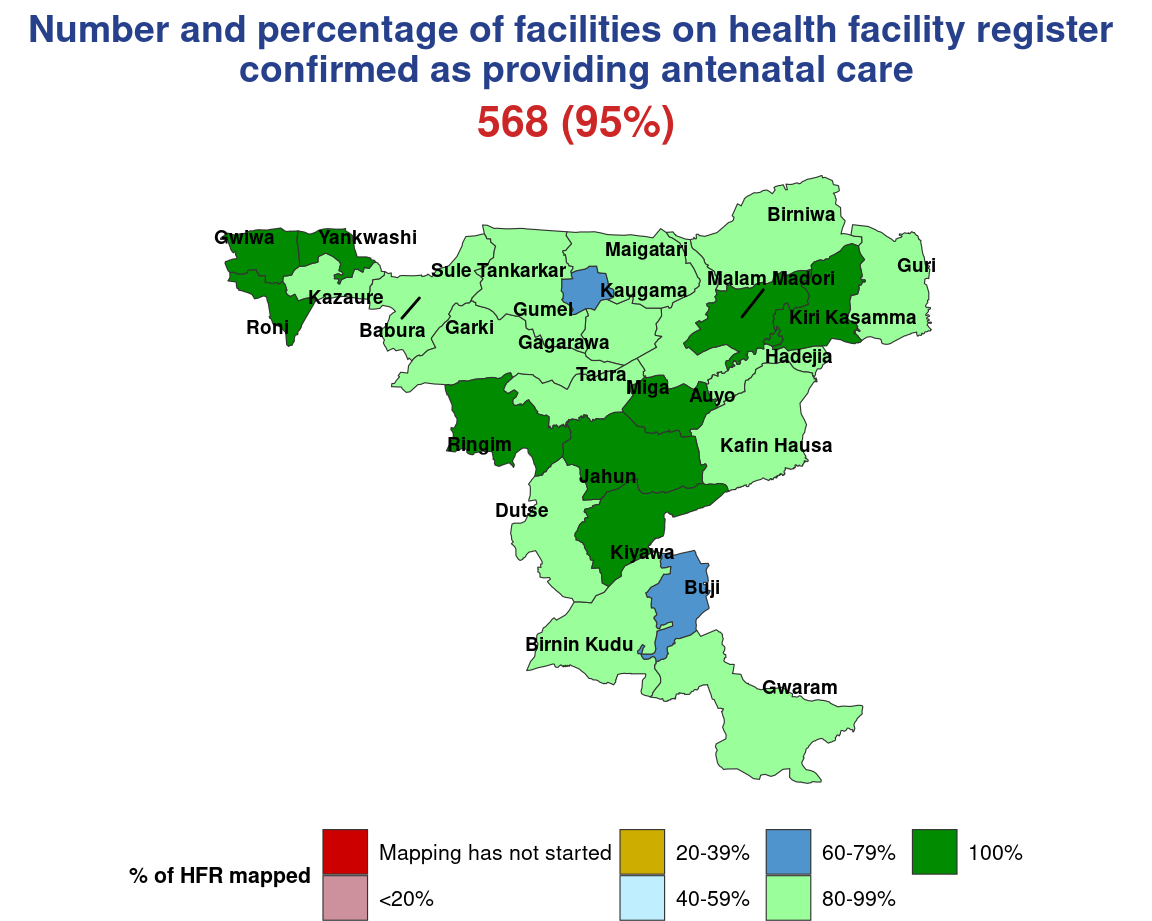 Number and percentage of facilities on health facility register
confirmed as providing antenatal care
568 (95%)
Birniwa
Gwiwa
Yankwashi
Maigatari
Guri
Sule Tankarkar
Malam Madori
Kaugama
Kazaure
Gumel
Kiri Kasamma
Roni
Babura
Garki
Gagarawa
Hadejia
Taura
Miga
Auyo
Ringim
Kafin Hausa
Jahun
Dutse
Kiyawa
Buji
Birnin Kudu
Gwaram
% of HFR mapped
Mapping has not started
<20%
20-39%
40-59%
60-79%
80-99%
100%